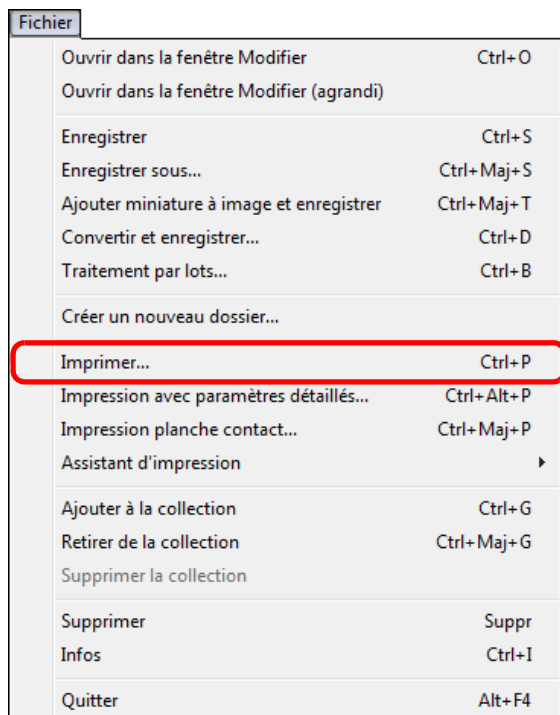 Fichier
Ouvrir dans la fenêtre Modifier Ctrl+O
Ouvrir dans la fenêtre Modifier (agrandi)
Enregistrer Ctrl+S
Enregistrer sous... Ctrl+Maj+S
Ajouter miniature à image et enregistrer Ctrl+Maj+T
Convertir et enregistrer... Ctrl+D
Traitement par lots... Ctrl+B
Créer un nouveau dossier...
Imprimer... Ctrl+P
Impression avec paramètres détaillés... Ctrl+Alt+P
Impression planche contact... Ctrl+Maj+P
Assistant d'impression
Ajouter à la collection Ctrl+G
Retirer de la collection Ctrl+Maj+G
Supprimer la collection
Supprimer Suppr
Infos Ctrl+I
Quitter Alt+F4